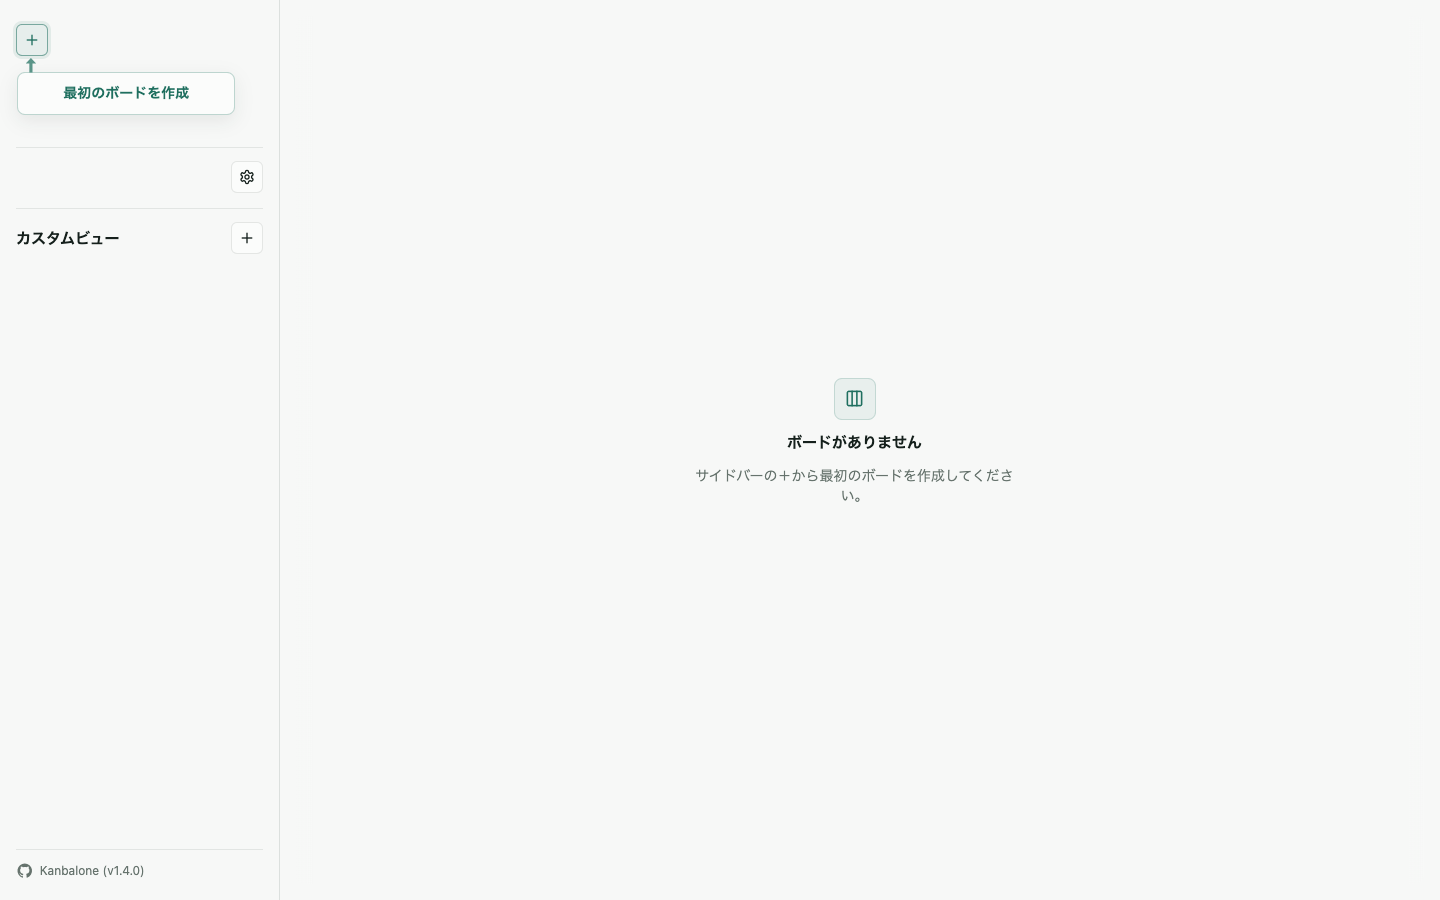 最初のボードを作成
カスタムビュー
ボードがありません
サイドバーの＋から最初のボードを作成してくださ
い。
Kanbalone (v1.4.0)